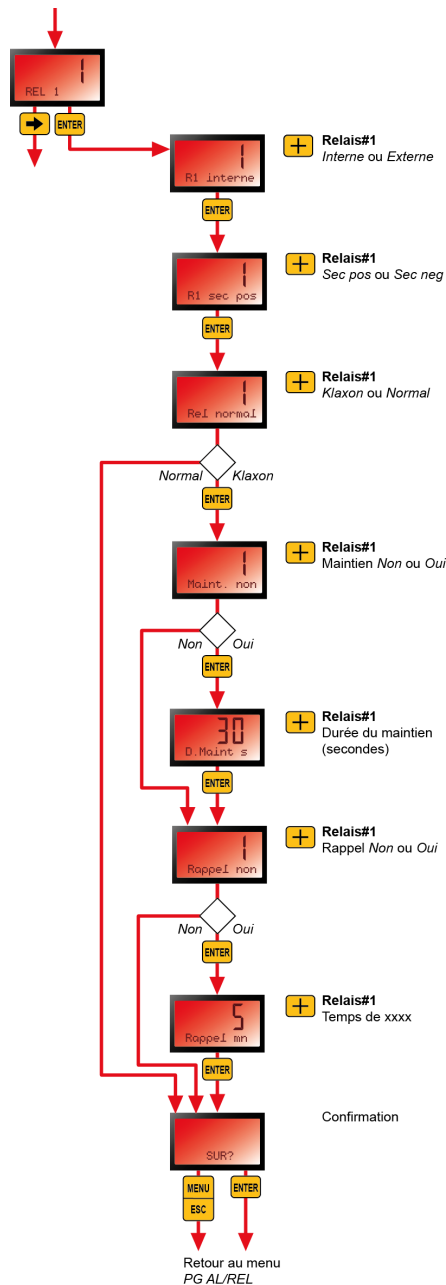 1
REL 1
ENTER
1
R1 interne
Relais#1
Interne ou Externe
ENTER
1
R1 sec pos
Relais#1
Sec pos ou Sec neg
ENTER
1
Rel normal
Relais#1
Klaxon ou Normal
Normal
Klaxon
ENTER
1
Maint. non
Relais#1
Maintien Non ou Oui
Non
Oui
ENTER
30
D.Maint s
Relais#1
Durée du maintien
(secondes)
ENTER
1
Rappel non
Relais#1
Rappel Non ou Oui
Non
Oui
ENTER
5
Rappel mn
Relais#1
Temps de xxxx
ENTER
SUR?
Confirmation
MENU
ESC
ENTER
Retour au menu
PG AL/REL